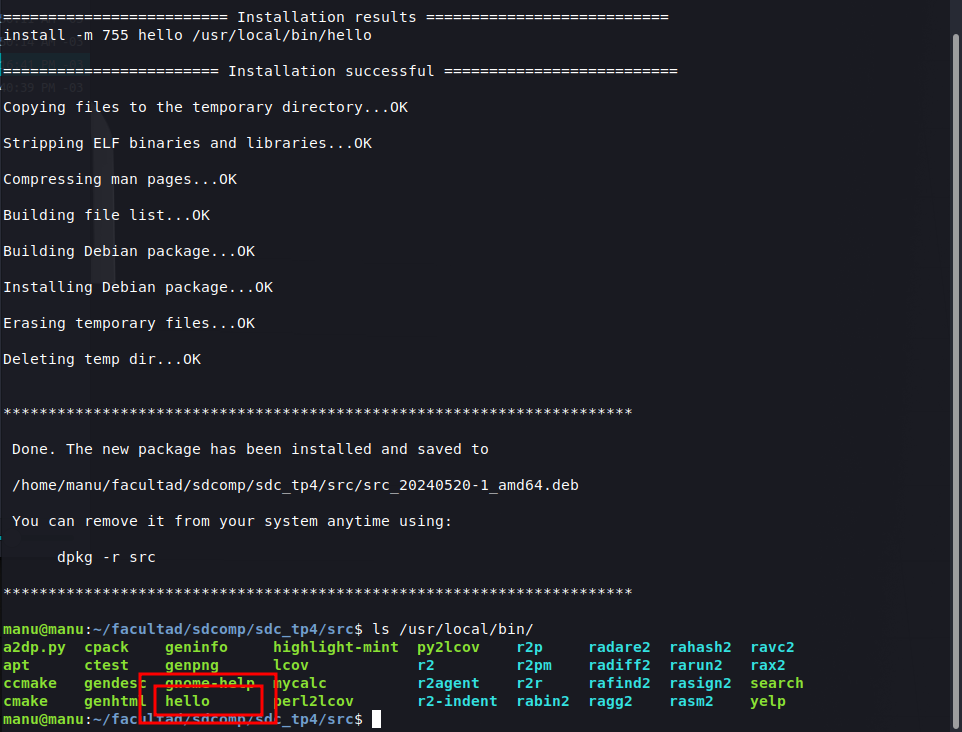 ======================== Installation results ===========================
install -m 755 hello /usr/local/bin/hello
======================== Installation successful ==========================
Copying files to the temporary directory...OK
Stripping ELF binaries and libraries...OK
Compressing man pages...OK
Building file list...OK
Building Debian package...OK
Installing Debian package...OK
Erasing temporary files...OK
Deleting temp dir...OK
**********************************************************************
Done. The new package has been installed and saved to
/home/manu/facultad/sdcomp/sdc_tp4/src/src_20240520-1_amd64.deb
You can remove it from your system anytime using:
dpkg -r src
**********************************************************************
manu@manu:~/facultad/sdcomp/sdc_tp4/src$ ls /usr/local/bin/
a2dp.py cpack geninfo highlight-mint py2lcov r2p radare2 rahash2 ravc2
apt ctest genpng lcov r2 r2pm radiff2 rarun2 rax2
ccmake gendesc gnome-help mycalc r2agent r2r rafind2 rasign2 search
cmake genhtml hello perl2lcov r2-indent rabin2 ragg2 rasm2 yelp
manu@manu:~/facultad/sdcomp/sdc_tp4/src$